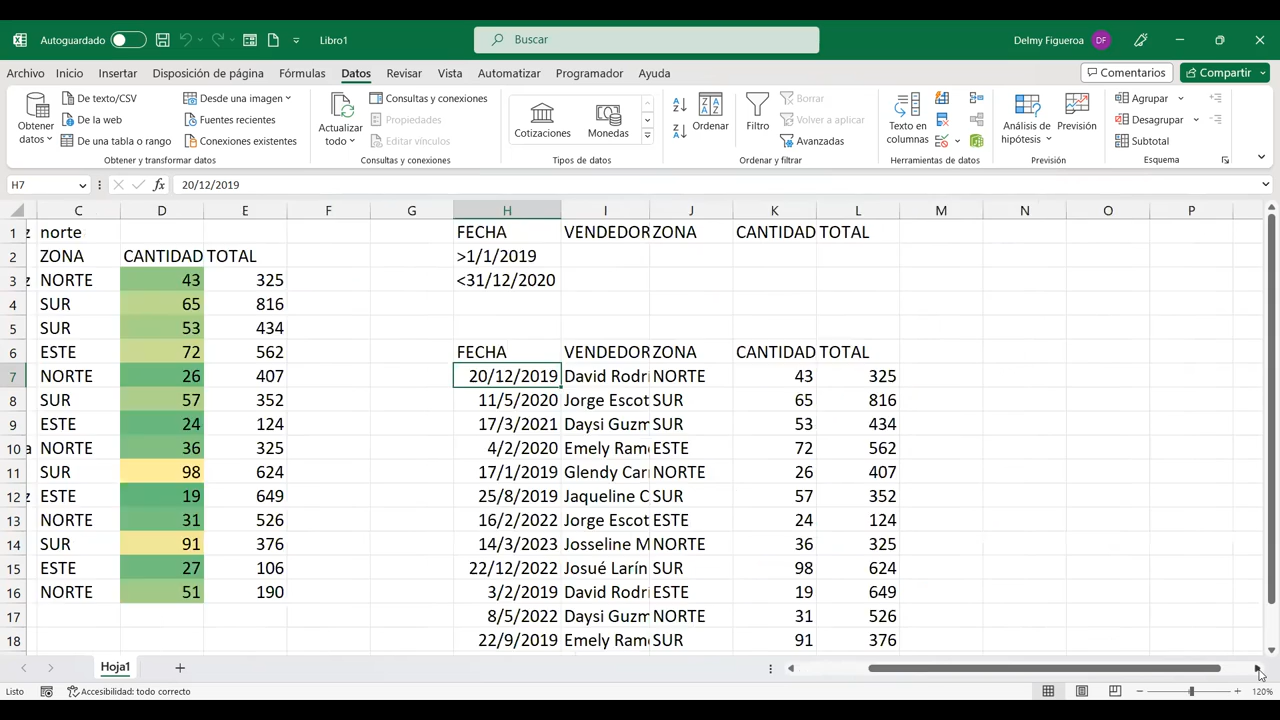 Autoguardado Libro1 Buscar Delmy Figueroa DF
Archivo Inicio Insertar Disposición de página Fórmulas Datos Revisar Vista Automatizar Programador Ayuda Comentarios Compartir
Obtener datos
De texto/CSV
De la web
De una tabla o rango
Desde una imagen
Fuentes recientes
Conexiones existentes
Obtener y transformar datos
Actualizar todo
Consultas y conexiones
Propiedades
Editar vínculos
Consultas y conexiones
Cotizaciones Monedas
Tipos de datos
Ordenar
Filtro
Borrar
Volver a aplicar
Avanzadas
Ordenar y filtrar
Texto en columnas
Herramientas de datos
Análisis de hipótesis
Previsión
Previsión
Agrupar
Desagrupar
Subtotal
Esquema
H7 fx 20/12/2019
C D E F G H I J K L M N O P
1 z norte FECHA VENDEDOR ZONA CANTIDAD TOTAL
2 ZONA CANTIDAD TOTAL >1/1/2019
3 z NORTE 43 325 <31/12/2020
4 SUR 65 816
5 SUR 53 434
6 ESTE 72 562 FECHA VENDEDOR ZONA CANTIDAD TOTAL
7 NORTE 26 407 20/12/2019 David Rodri NORTE 43 325
8 SUR 57 352 11/5/2020 Jorge Escot SUR 65 816
9 ESTE 24 124 17/3/2021 Daysi Guzm ESTE 53 434
10 a NORTE 36 325 4/2/2020 Emely Ram ESTE 72 562
11 SUR 98 624 17/1/2019 Glendy Car NORTE 26 407
12 z ESTE 19 649 25/8/2019 Jaqueline C SUR 57 352
13 NORTE 31 526 16/2/2022 Jorge Escot ESTE 24 124
14 SUR 91 376 14/3/2023 Josseline M NORTE 36 325
15 ESTE 27 106 22/12/2022 Josué Larín SUR 98 624
16 NORTE 51 190 3/2/2019 David Rodri ESTE 19 649
17 8/5/2022 Daysi Guzm NORTE 31 526
18 22/9/2019 Emely Ram SUR 91 376
Hoja1
Listo Accesibilidad: todo correcto 120%